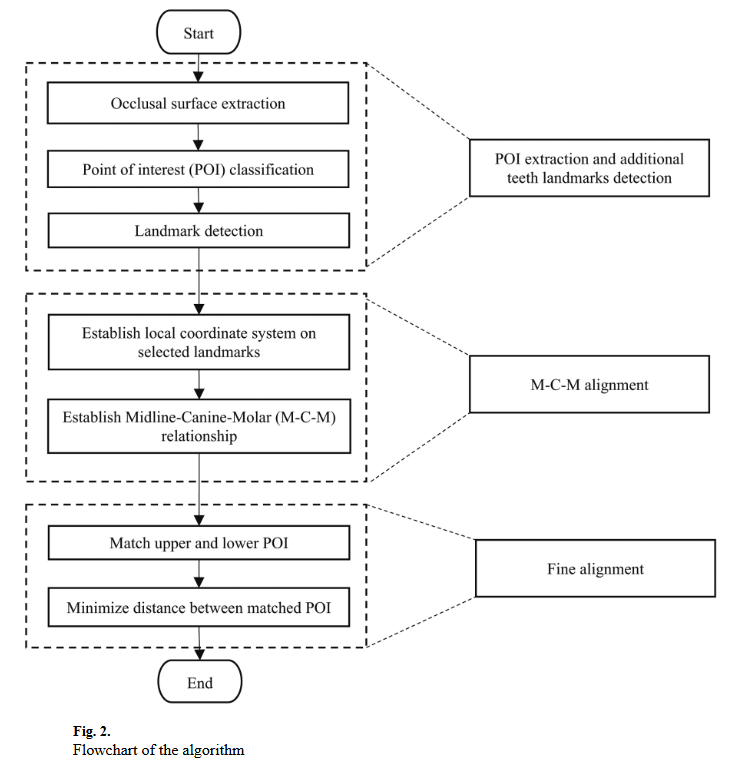 Start
Occlusal surface extraction
Point of interest (POI) classification
Landmark detection
POI extraction and additional
teeth landmarks detection
Establish local coordinate system on
selected landmarks
Establish Midline-Canine-Molar (M-C-M)
relationship
M-C-M alignment
Match upper and lower POI
Minimize distance between matched POI
Fine alignment
End
Fig. 2.
Flowchart of the algorithm